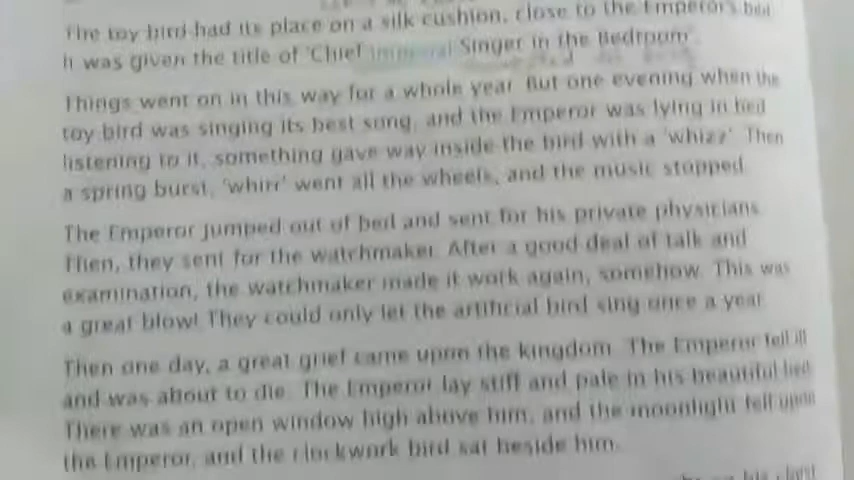 The toy bird had its place on a silk cushion, close to the Emperor's bed
It was given the title of 'Chief Imperial Singer in the Bedroom'.
Things went on in this way for a whole year. But one evening when the
toy bird was singing its best song, and the Emperor was lying in bed
listening to it, something gave way inside the bird with a 'whizz'. Then
a spring burst, 'whirr' went all the wheels, and the music stopped.
The Emperor jumped out of bed and sent for his private physicians.
Then, they sent for the watchmaker. After a good deal of talk and
examination, the watchmaker made it work again, somehow. This was
a great blow! They could only let the artificial bird sing once a year.
Then one day, a great grief came upon the kingdom. The Emperor fell ill
and was about to die. The Emperor lay stiff and pale in his beautiful bed.
There was an open window high above him, and the moonlight fell upon
the Emperor, and the clockwork bird sat beside him.